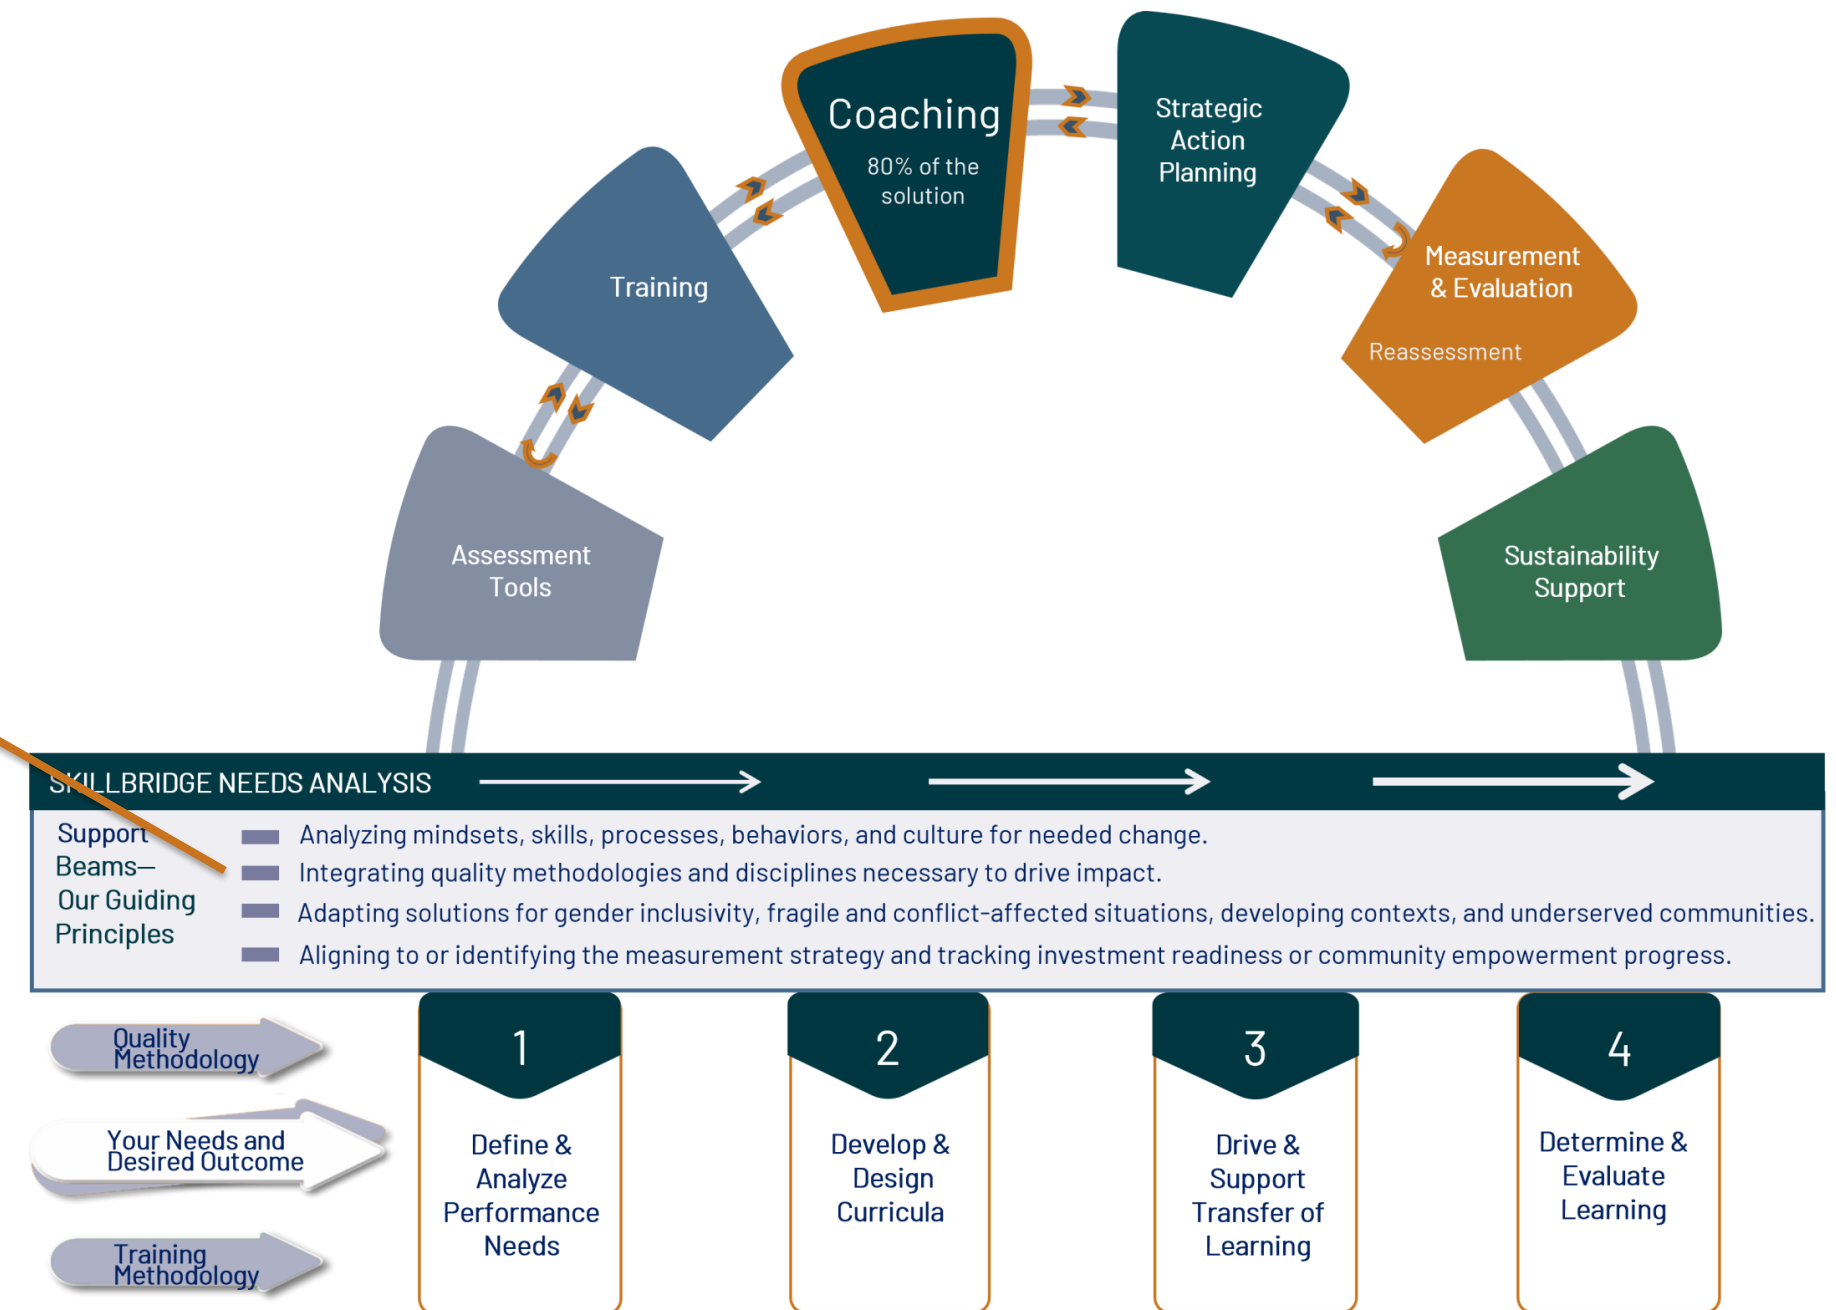 Coaching
80% of the
solution
Strategic
Action
Planning
Training
Measurement
& Evaluation
Reassessment
Assessment
Tools
Sustainability
Support
SKILLBRIDGE NEEDS ANALYSIS
Support
Beams—
Our Guiding
Principles
Analyzing mindsets, skills, processes, behaviors, and culture for needed change.
Integrating quality methodologies and disciplines necessary to drive impact.
Adapting solutions for gender inclusivity, fragile and conflict-affected situations, developing contexts, and underserved communities.
Aligning to or identifying the measurement strategy and tracking investment readiness or community empowerment progress.
Quality
Methodology
Your Needs and
Desired Outcome
Training
Methodology
1
Define &
Analyze
Performance
Needs
2
Develop &
Design
Curricula
3
Drive &
Support
Transfer of
Learning
4
Determine &
Evaluate
Learning